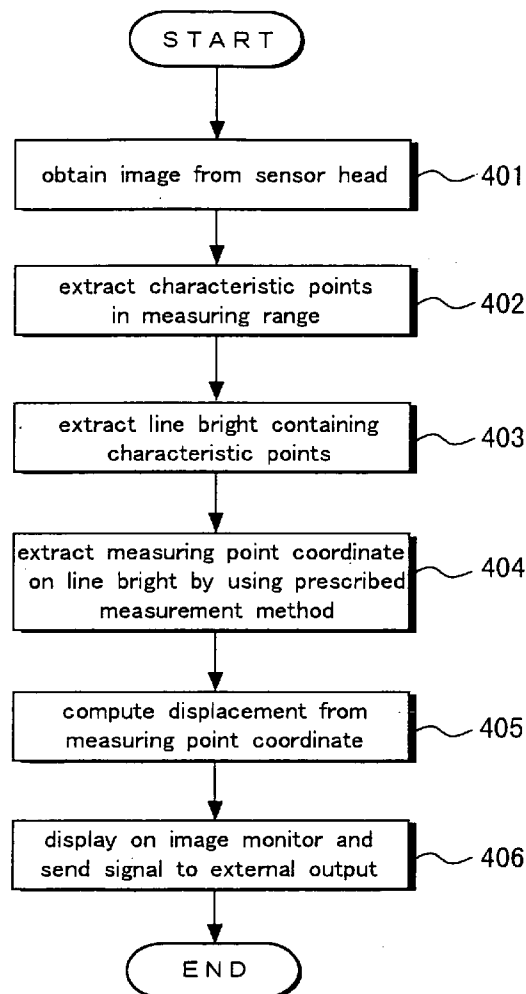 START
obtain image from sensor head
401
extract characteristic points
in measuring range
402
extract line bright containing
characteristic points
403
extract measuring point coordinate
on line bright by using prescribed
measurement method
404
compute displacement from
measuring point coordinate
405
display on image monitor and
send signal to external output
406
END